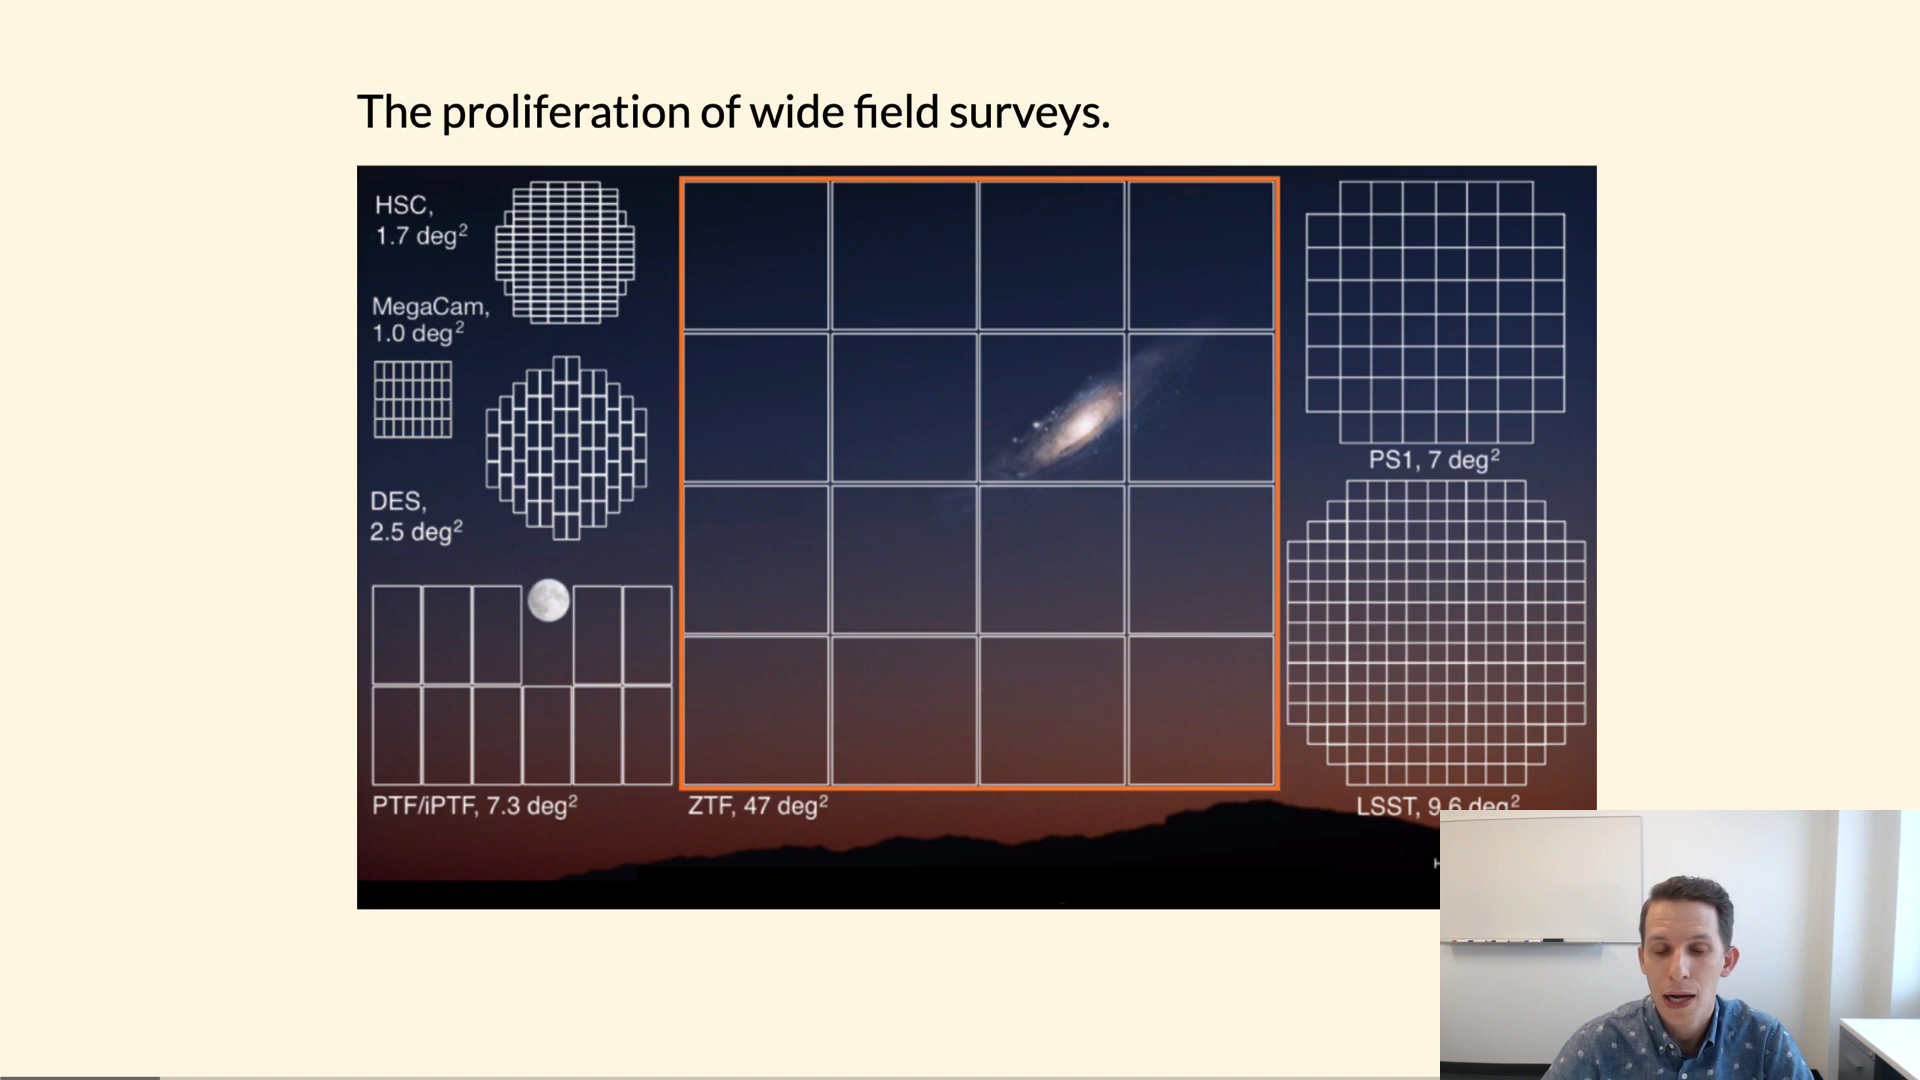 The proliferation of wide field surveys.
HSC,
1.7 deg²
MegaCam,
1.0 deg²
DES,
2.5 deg²
PTF/iPTF, 7.3 deg²
ZTF, 47 deg²
PS1, 7 deg²
LSST, 9.6 deg²